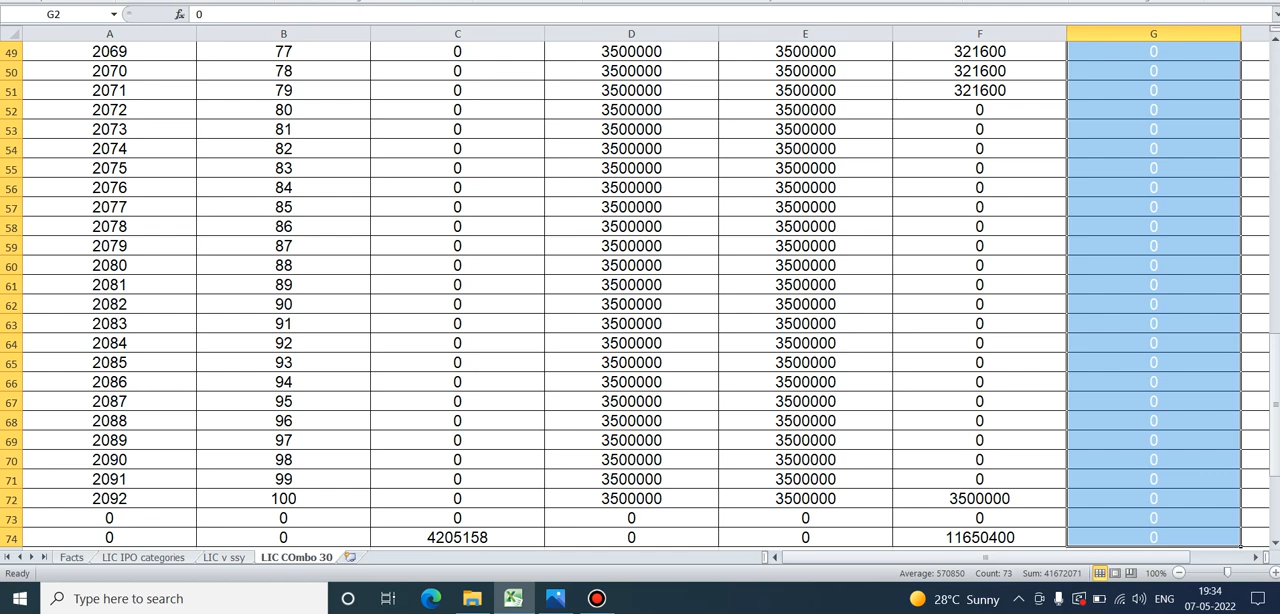 G2 fx 0
A B C D E F G
49 2069 77 0 3500000 3500000 321600 0
50 2070 78 0 3500000 3500000 321600 0
51 2071 79 0 3500000 3500000 321600 0
52 2072 80 0 3500000 3500000 0 0
53 2073 81 0 3500000 3500000 0 0
54 2074 82 0 3500000 3500000 0 0
55 2075 83 0 3500000 3500000 0 0
56 2076 84 0 3500000 3500000 0 0
57 2077 85 0 3500000 3500000 0 0
58 2078 86 0 3500000 3500000 0 0
59 2079 87 0 3500000 3500000 0 0
60 2080 88 0 3500000 3500000 0 0
61 2081 89 0 3500000 3500000 0 0
62 2082 90 0 3500000 3500000 0 0
63 2083 91 0 3500000 3500000 0 0
64 2084 92 0 3500000 3500000 0 0
65 2085 93 0 3500000 3500000 0 0
66 2086 94 0 3500000 3500000 0 0
67 2087 95 0 3500000 3500000 0 0
68 2088 96 0 3500000 3500000 0 0
69 2089 97 0 3500000 3500000 0 0
70 2090 98 0 3500000 3500000 0 0
71 2091 99 0 3500000 3500000 0 0
72 2092 100 0 3500000 3500000 3500000 0
73 0 0 0 0 0 0 0
74 0 0 4205158 0 0 11650400 0
Facts LIC IPO categories LIC v ssy LIC COmbo 30
Ready Average: 570850 Count: 73 Sum: 41672071 100%
Type here to search 28°C Sunny ENG 19:34
07-05-2022